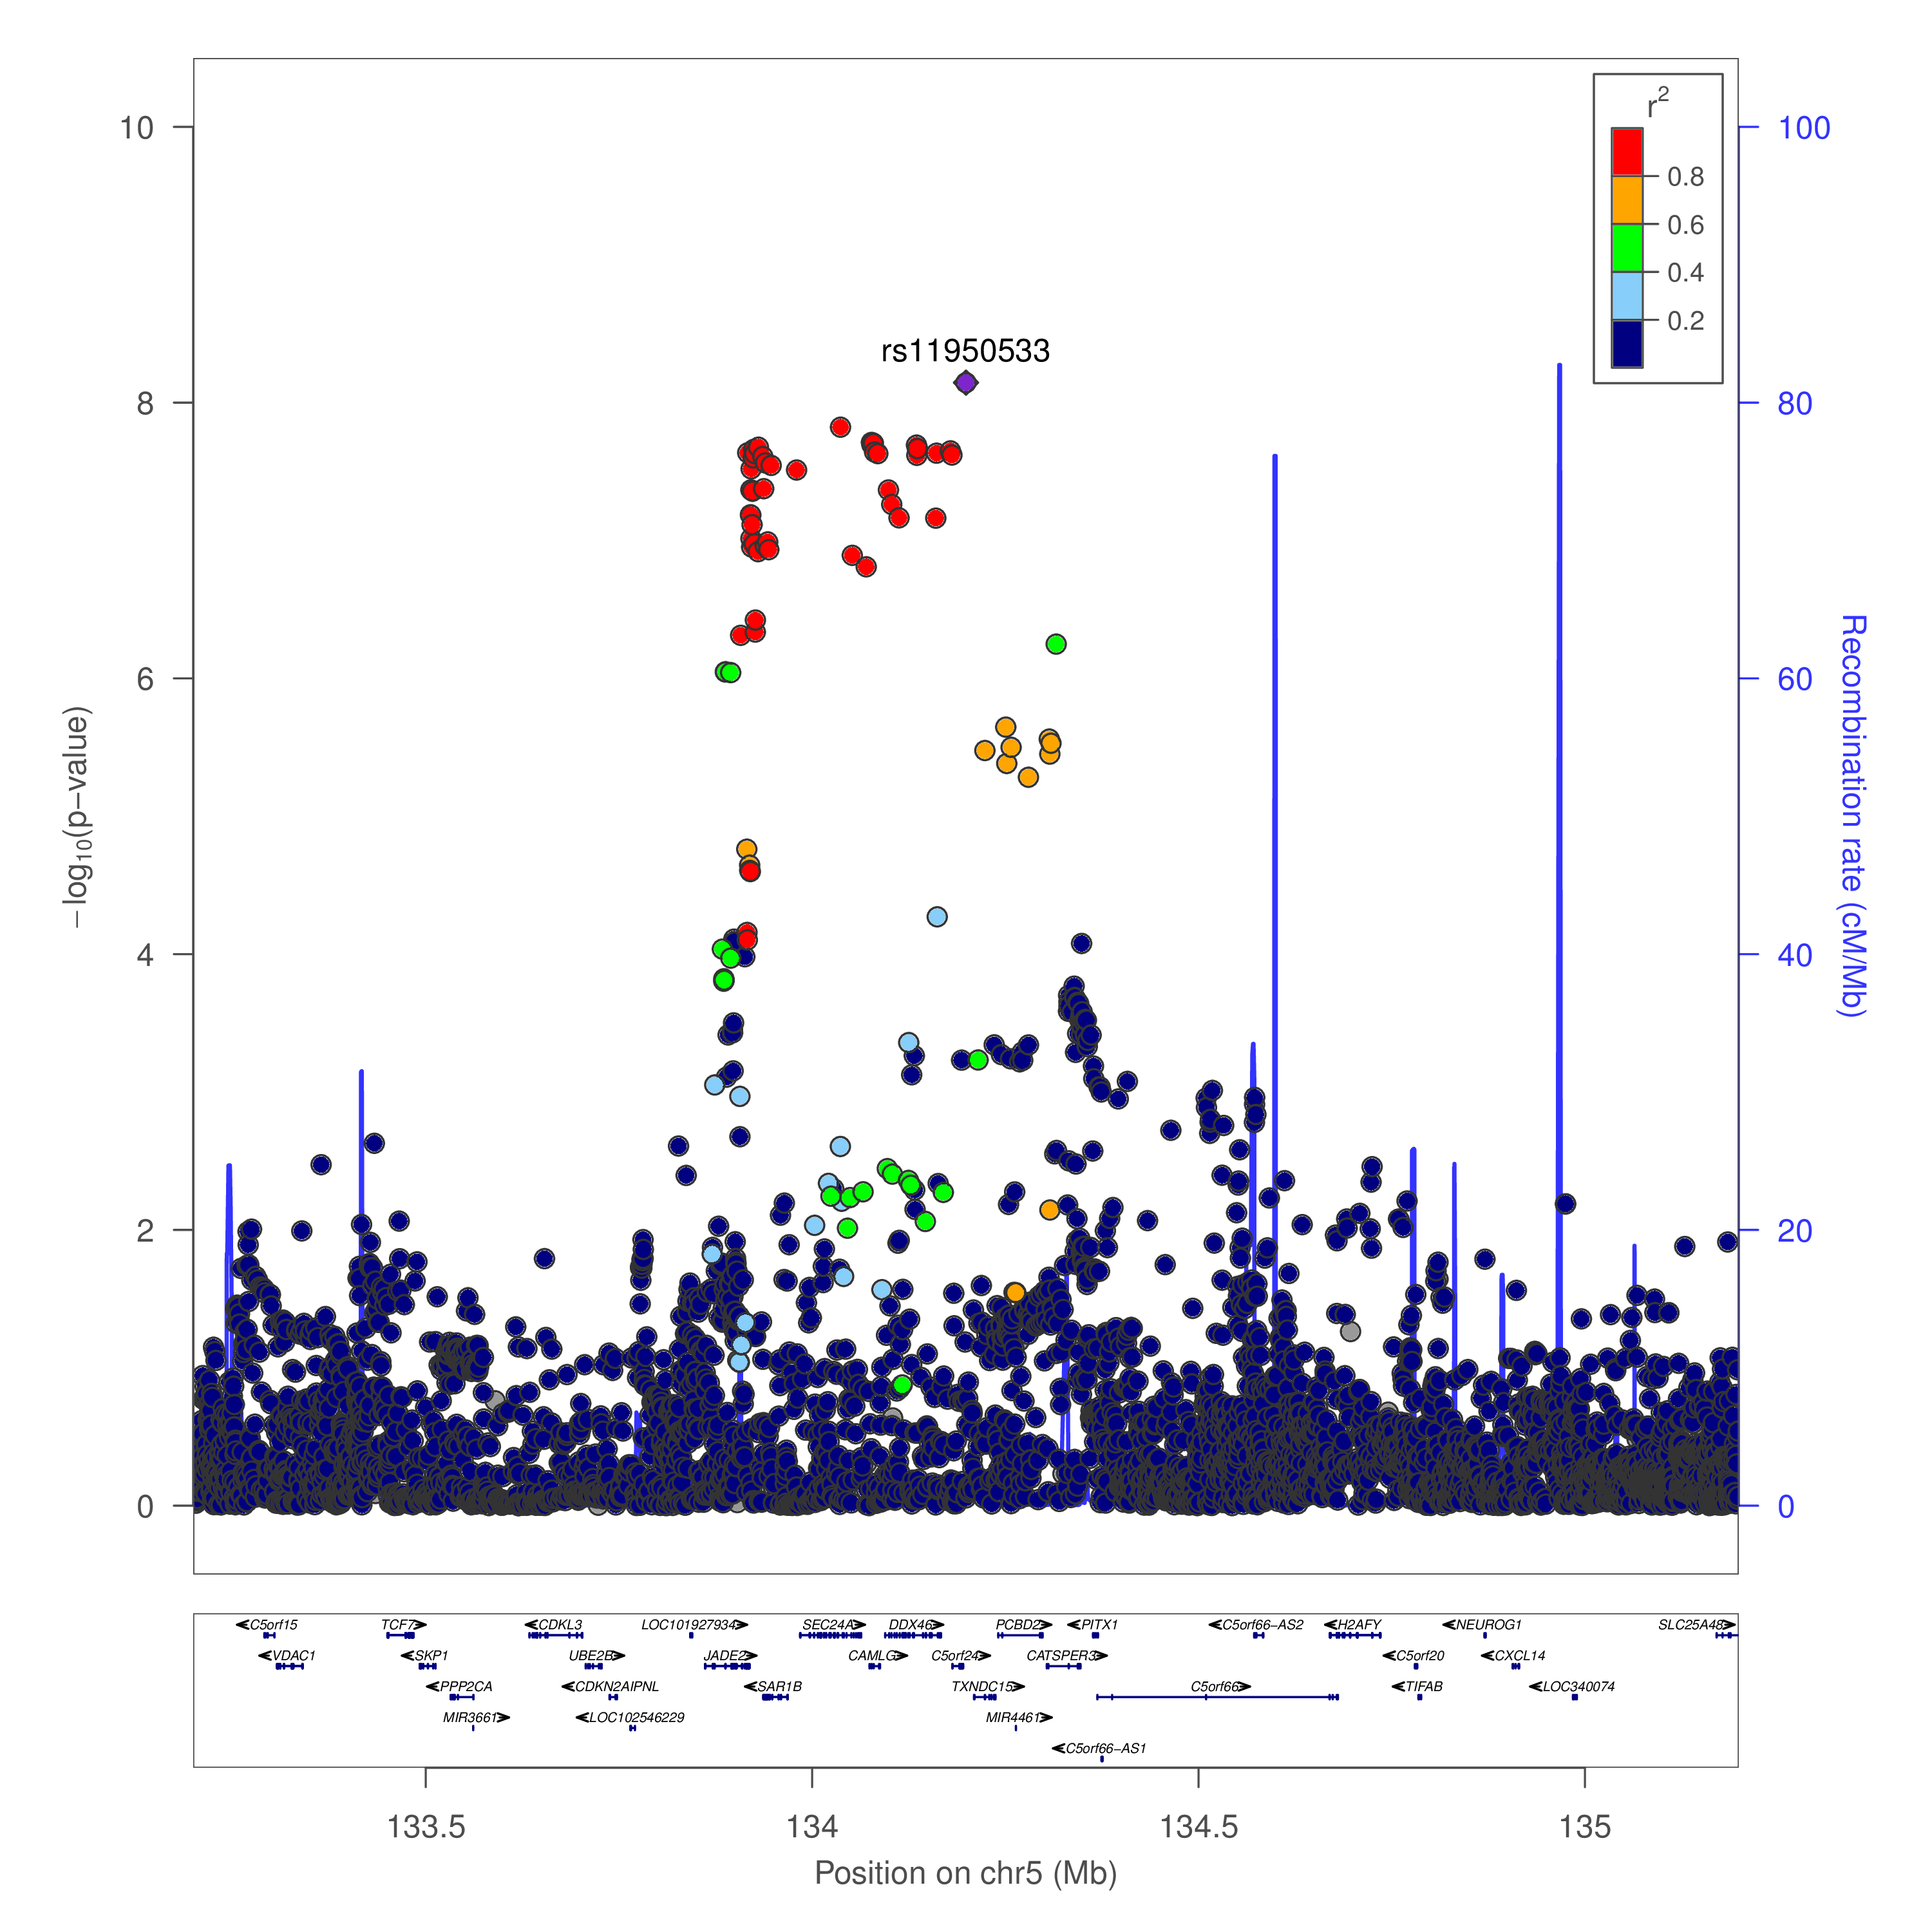 r2
10
100
0.8
0.6
0.4
0.2
rs11950533
8
80
6
60
4
40
2
20
0
0
−log10(p−value)
Recombination rate (cM/Mb)
C5orf15
TCF7
CDKL3
LOC101927934
SEC24A
DDX46
PCBD2
PITX1
C5orf66−AS2
H2AFY
NEUROG1
SLC25A48
VDAC1
SKP1
UBE2B
JADE2
CAMLG
C5orf24
CATSPER3
C5orf20
CXCL14
PPP2CA
CDKN2AIPNL
SAR1B
TXNDC15
C5orf66
TIFAB
LOC340074
MIR3661
LOC102546229
MIR4461
C5orf66−AS1
133.5
134
134.5
135
Position on chr5 (Mb)